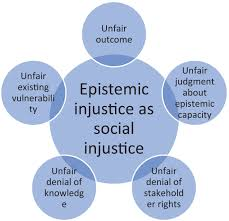 Unfair
outcome
Unfair
existing
vulnerabili
ty
Unfair
judgment
about
epistemic
capacity
Epistemic
injustice as
social
injustice
Unfair
denial of
knowledg
e
Unfair
denial of
stakehold
er rights